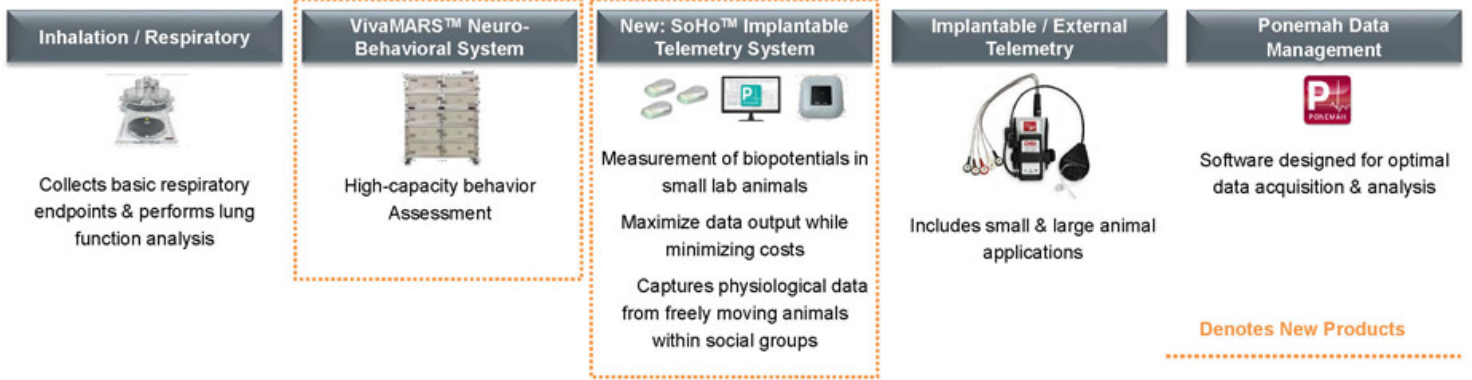 Inhalation / Respiratory
Collects basic respiratory
endpoints & performs lung
function analysis
VivaMARS™ Neuro-
Behavioral System
High-capacity behavior
Assessment
New: SoHo™ Implantable
Telemetry System
P
Measurement of biopotentials in
small lab animals
Maximize data output while
minimizing costs
Captures physiological data
from freely moving animals
within social groups
Implantable / External
Telemetry
Includes small & large animal
applications
Ponemah Data
Management
P
PONEMAH
Software designed for optimal
data acquisition & analysis
Denotes New Products